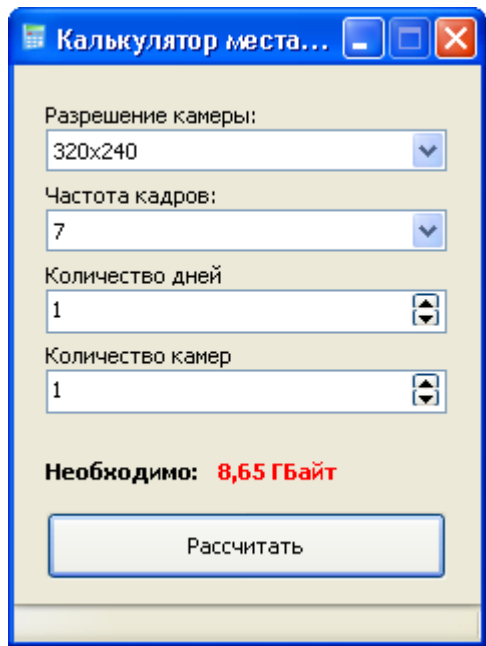 Калькулятор места...
Разрешение камеры:
320x240
Частота кадров:
7
Количество дней
1
Количество камер
1
Необходимо: 8,65 ГБайт
Рассчитать